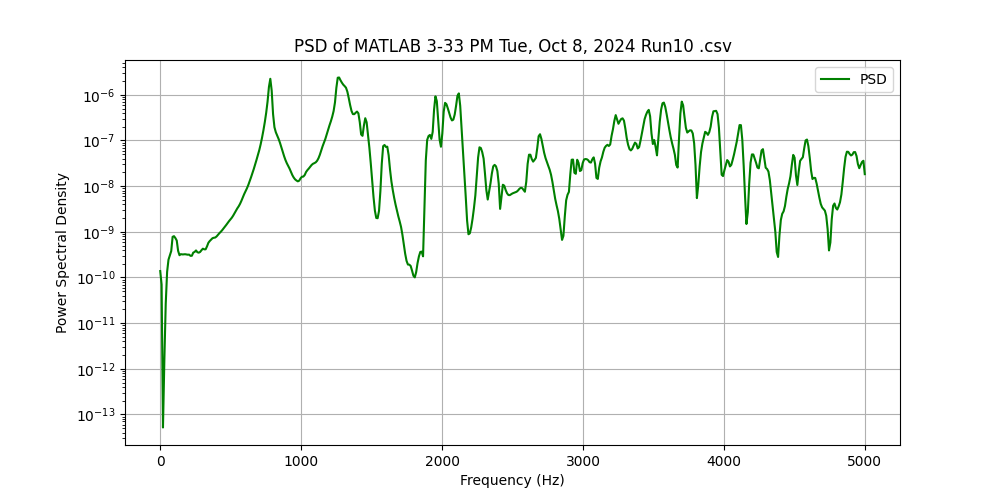 PSD of MATLAB 3-33 PM Tue, Oct 8, 2024 Run10 .csv
PSD
10⁻⁶
10⁻⁷
10⁻⁸
10⁻⁹
10⁻¹⁰
10⁻¹¹
10⁻¹²
10⁻¹³
Power Spectral Density
0 1000 2000 3000 4000 5000
Frequency (Hz)